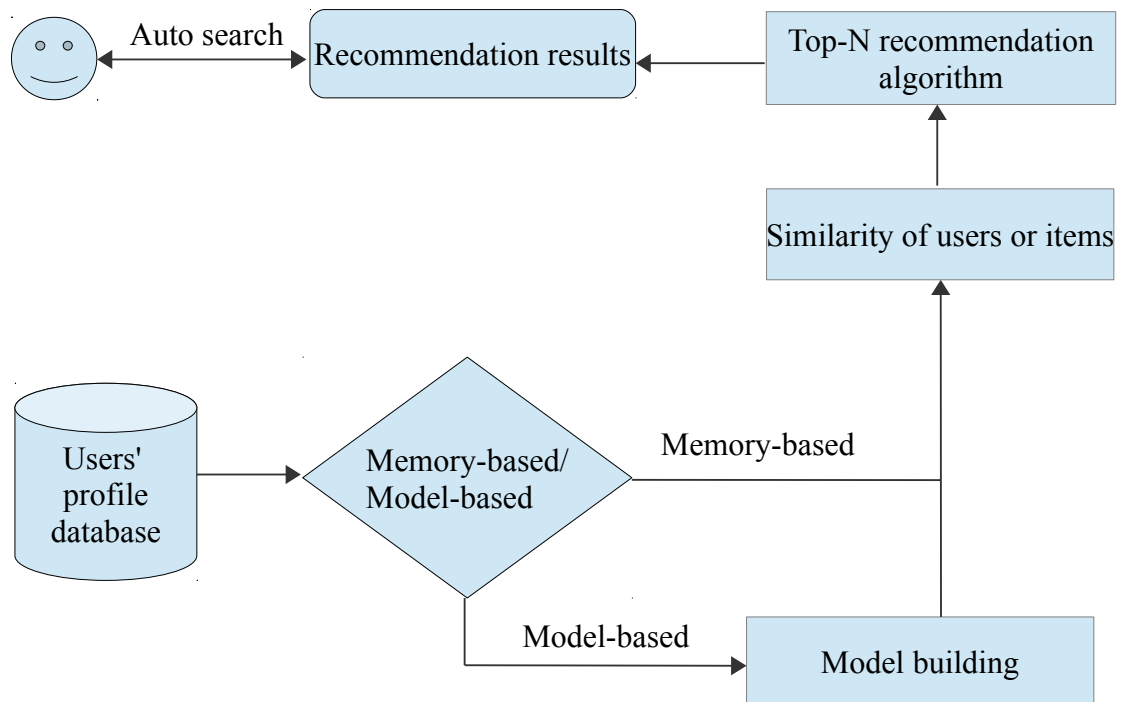 Auto search
Recommendation results
Top-N recommendation
algorithm
Similarity of users or items
Users'
profile
database
Memory-based/
Model-based
Memory-based
Model-based
Model building